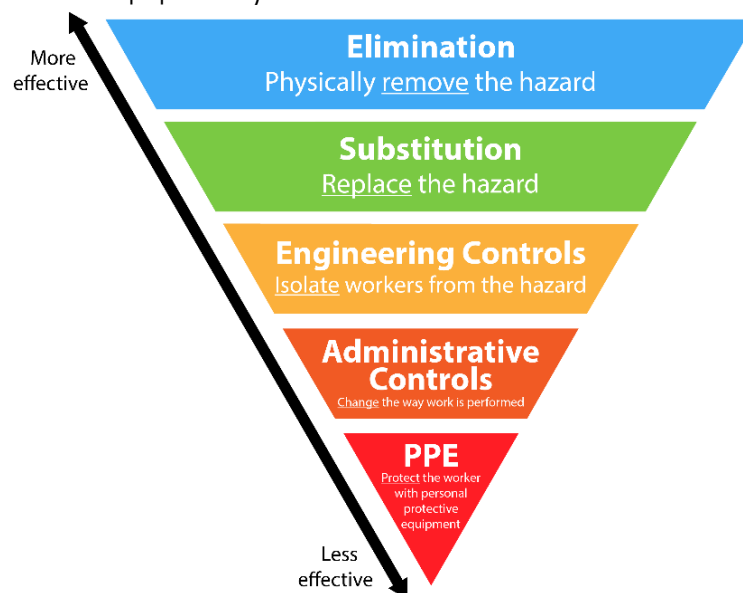 Elimination
Physically remove the hazard
More
effective
Substitution
Replace the hazard
Engineering Controls
Isolate workers from the hazard
Administrative
Controls
Change the way work is performed
PPE
Protect the worker
with personal
protective
equipment
Less
effective